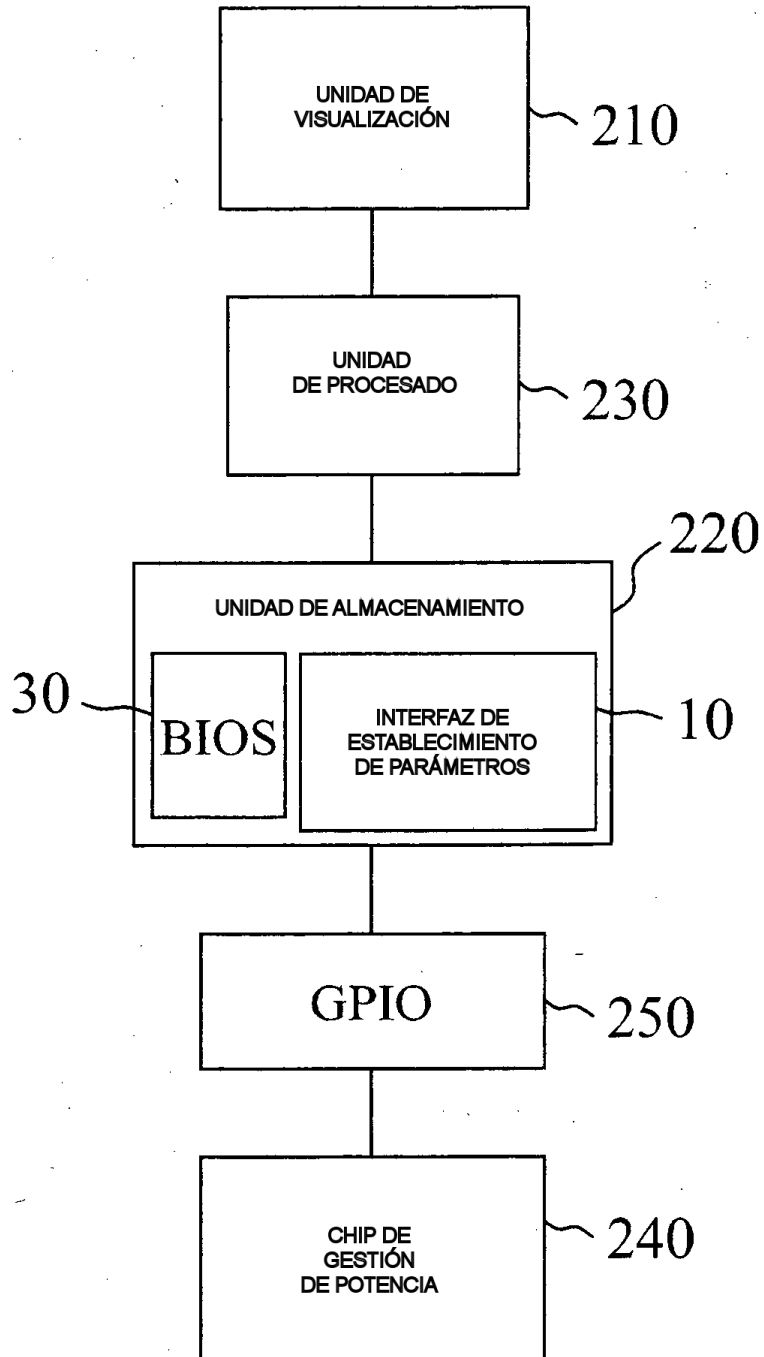 UNIDAD DE
VISUALIZACIÓN
210
UNIDAD
DE PROCESADO
230
220
UNIDAD DE ALMACENAMIENTO
30
BIOS
INTERFAZ DE
ESTABLECIMIENTO
DE PARÁMETROS
10
GPIO
250
CHIP DE
GESTIÓN
DE POTENCIA
240